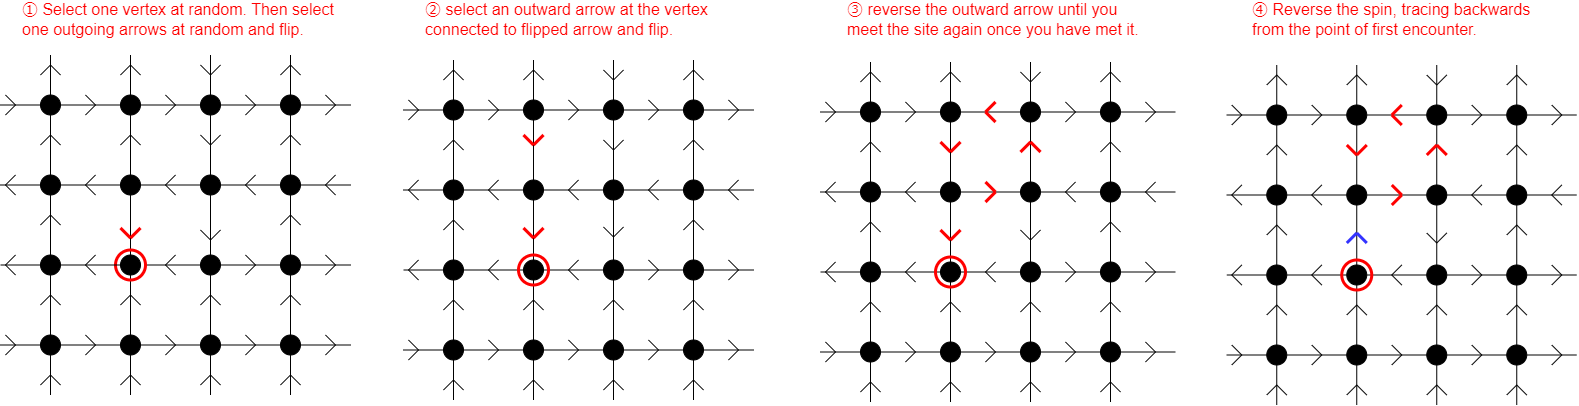 ① Select one vertex at random. Then select
one outgoing arrows at random and flip.
② select an outward arrow at the vertex
connected to flipped arrow and flip.
③ reverse the outward arrow until you
meet the site again once you have met it.
④ Reverse the spin, tracing backwards
from the point of first encounter.